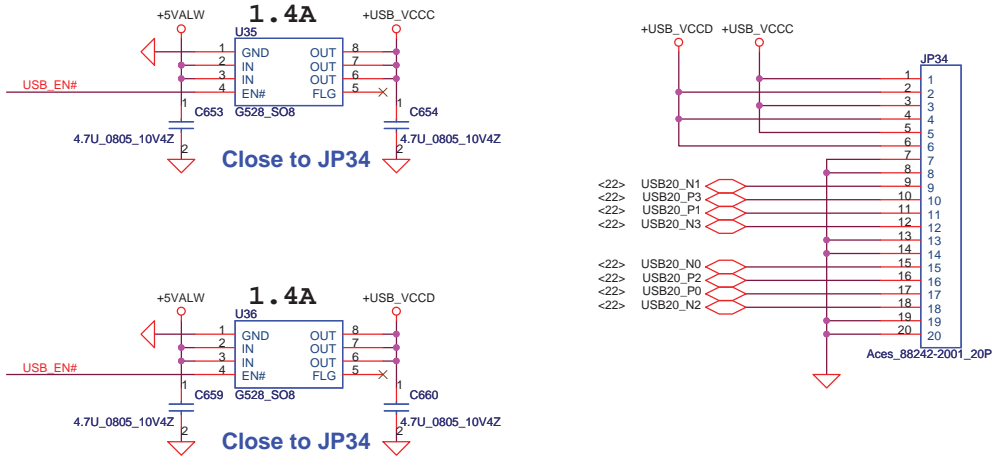 1.4A
+5VALW
+USB_VCCC
U35
1 GND OUT 8
2 IN OUT 7
3 IN OUT 6
USB_EN# 4 EN# FLG 5
G528_SO8
1 C653
4.7U_0805_10V4Z
2
1 C654
4.7U_0805_10V4Z
2
Close to JP34
1.4A
+5VALW
+USB_VCCD
U36
1 GND OUT 8
2 IN OUT 7
3 IN OUT 6
USB_EN# 4 EN# FLG 5
G528_SO8
1 C659
4.7U_0805_10V4Z
2
1 C660
4.7U_0805_10V4Z
2
Close to JP34
+USB_VCCD +USB_VCCC
JP34
1 1
2 2
3 3
4 4
5 5
6 6
7 7
8 8
<22> USB20_N1 9 9
<22> USB20_P3 10 10
<22> USB20_P1 11 11
<22> USB20_N3 12 12
13 13
14 14
<22> USB20_N0 15 15
<22> USB20_P2 16 16
<22> USB20_P0 17 17
<22> USB20_N2 18 18
19 19
20 20
Aces_88242-2001_20P